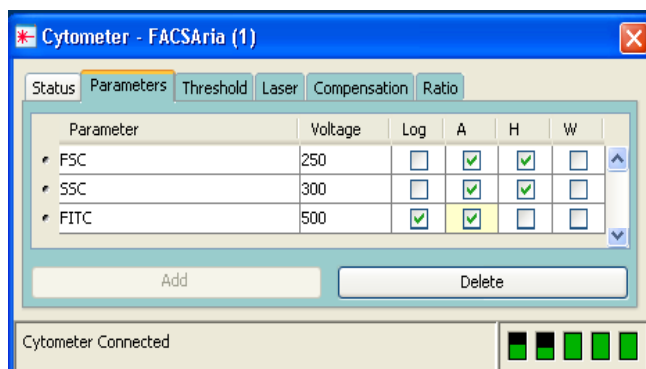 Cytometer - FACSAria (1)
Status Parameters Threshold Laser Compensation Ratio
Parameter Voltage Log A H W
FSC 250
SSC 300
FITC 500
Add Delete
Cytometer Connected